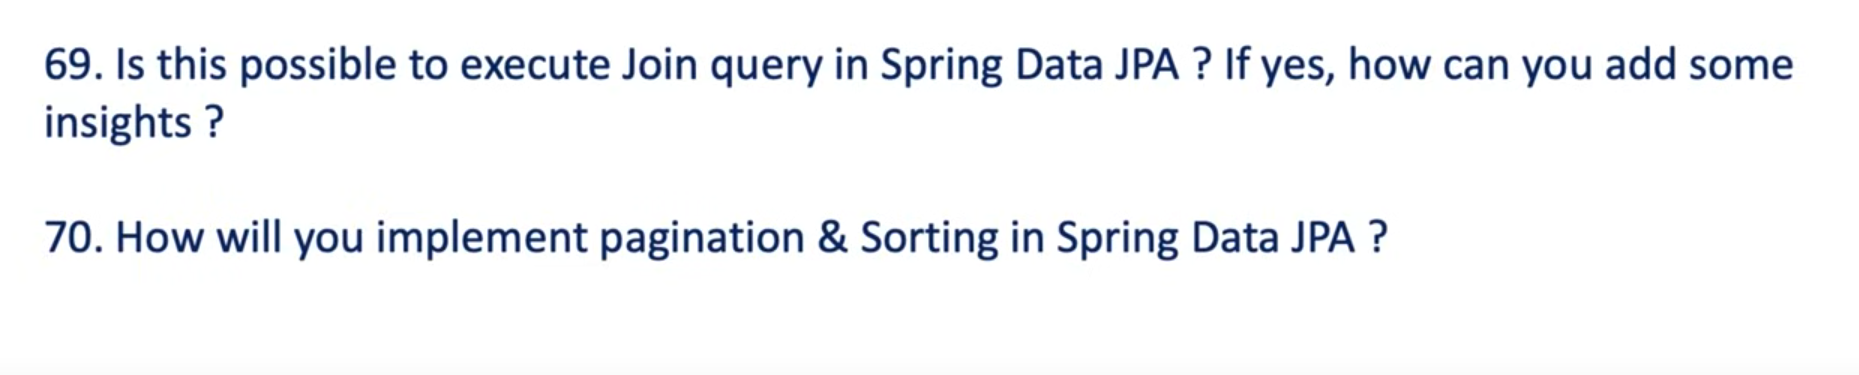 69. Is this possible to execute Join query in Spring Data JPA ? If yes, how can you add some
insights ?
70. How will you implement pagination & Sorting in Spring Data JPA ?